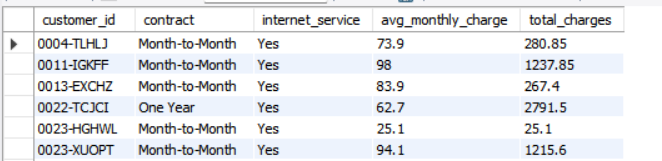 customer_id contract internet_service avg_monthly_charge total_charges
0004-TLHLJ Month-to-Month Yes 73.9 280.85
0011-IGKFF Month-to-Month Yes 98 1237.85
0013-EXCHZ Month-to-Month Yes 83.9 267.4
0022-TCJCI One Year Yes 62.7 2791.5
0023-HGHWL Month-to-Month Yes 25.1 25.1
0023-XUOPT Month-to-Month Yes 94.1 1215.6